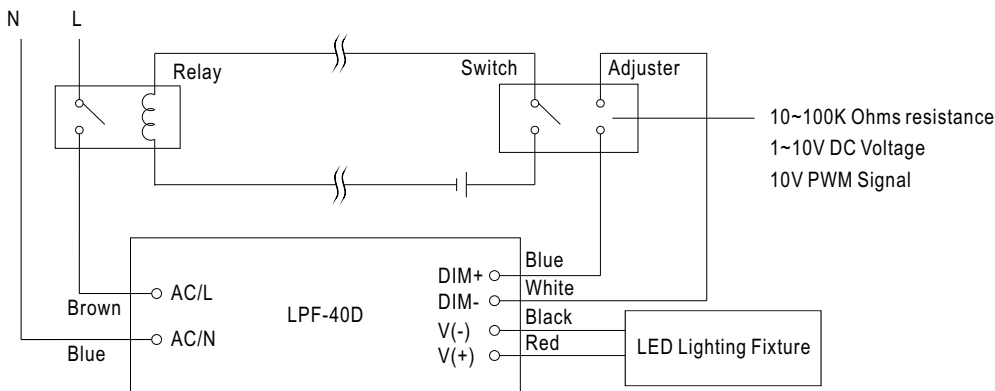 N L
Relay
Switch
Adjuster
10~100K Ohms resistance
1~10V DC Voltage
10V PWM Signal
Brown
Blue
AC/L
AC/N
LPF-40D
DIM+
DIM-
V(-)
V(+)
Blue
White
Black
Red
LED Lighting Fixture